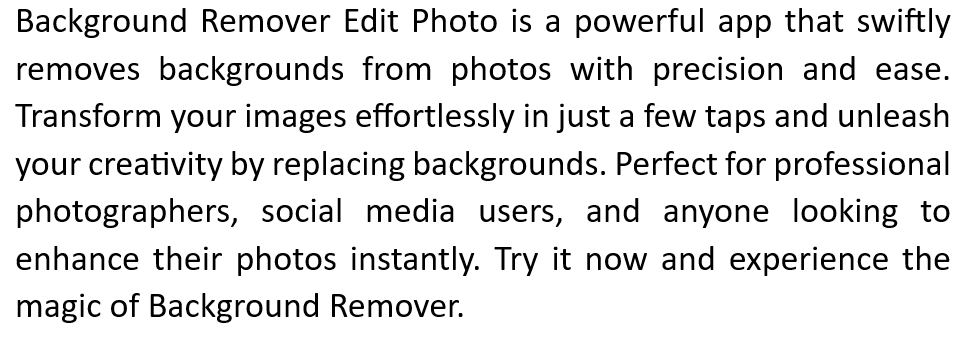 Background Remover Edit Photo is a powerful app that swiftly
removes backgrounds from photos with precision and ease.
Transform your images effortlessly in just a few taps and unleash
your creativity by replacing backgrounds. Perfect for professional
photographers, social media users, and anyone looking to
enhance their photos instantly. Try it now and experience the
magic of Background Remover.